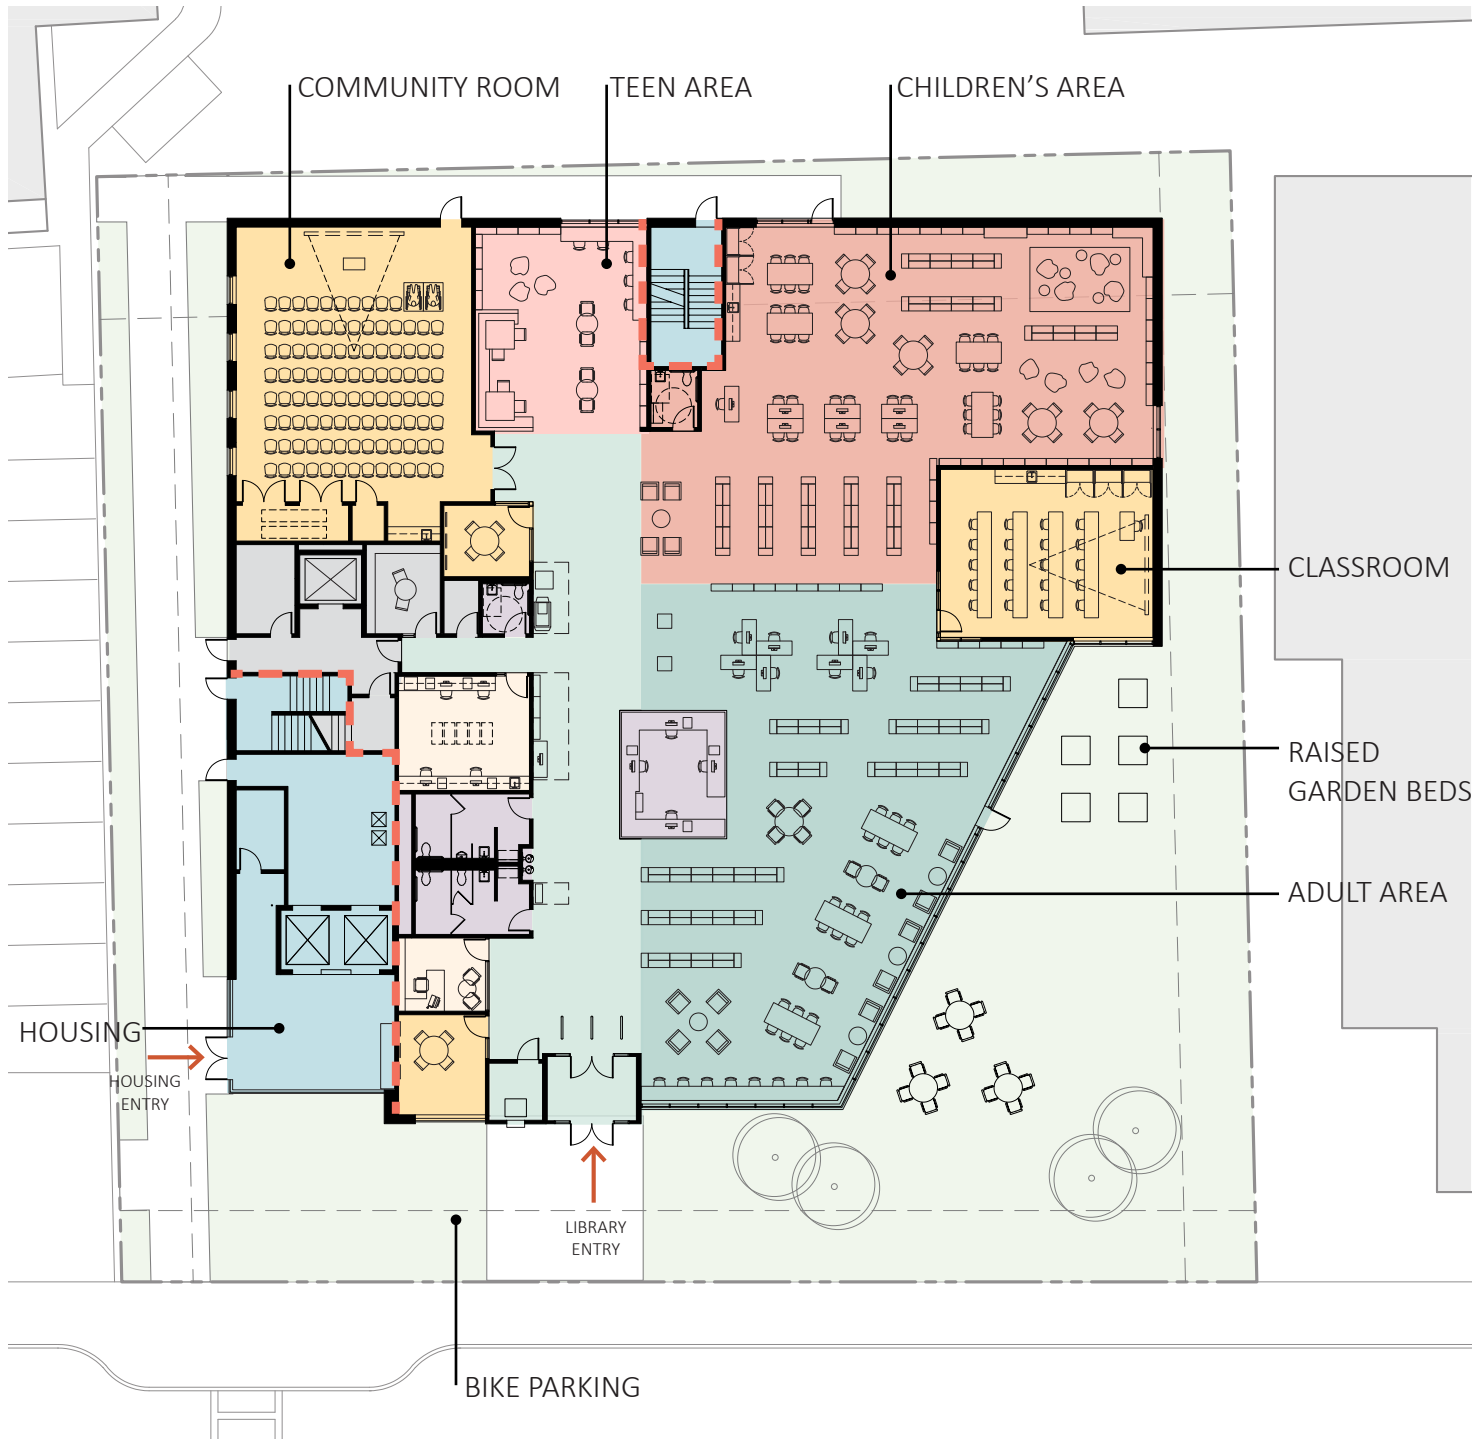 COMMUNITY ROOM
TEEN AREA
CHILDREN’S AREA
CLASSROOM
RAISED
GARDEN BEDS
ADULT AREA
HOUSING
HOUSING
ENTRY
LIBRARY
ENTRY
BIKE PARKING